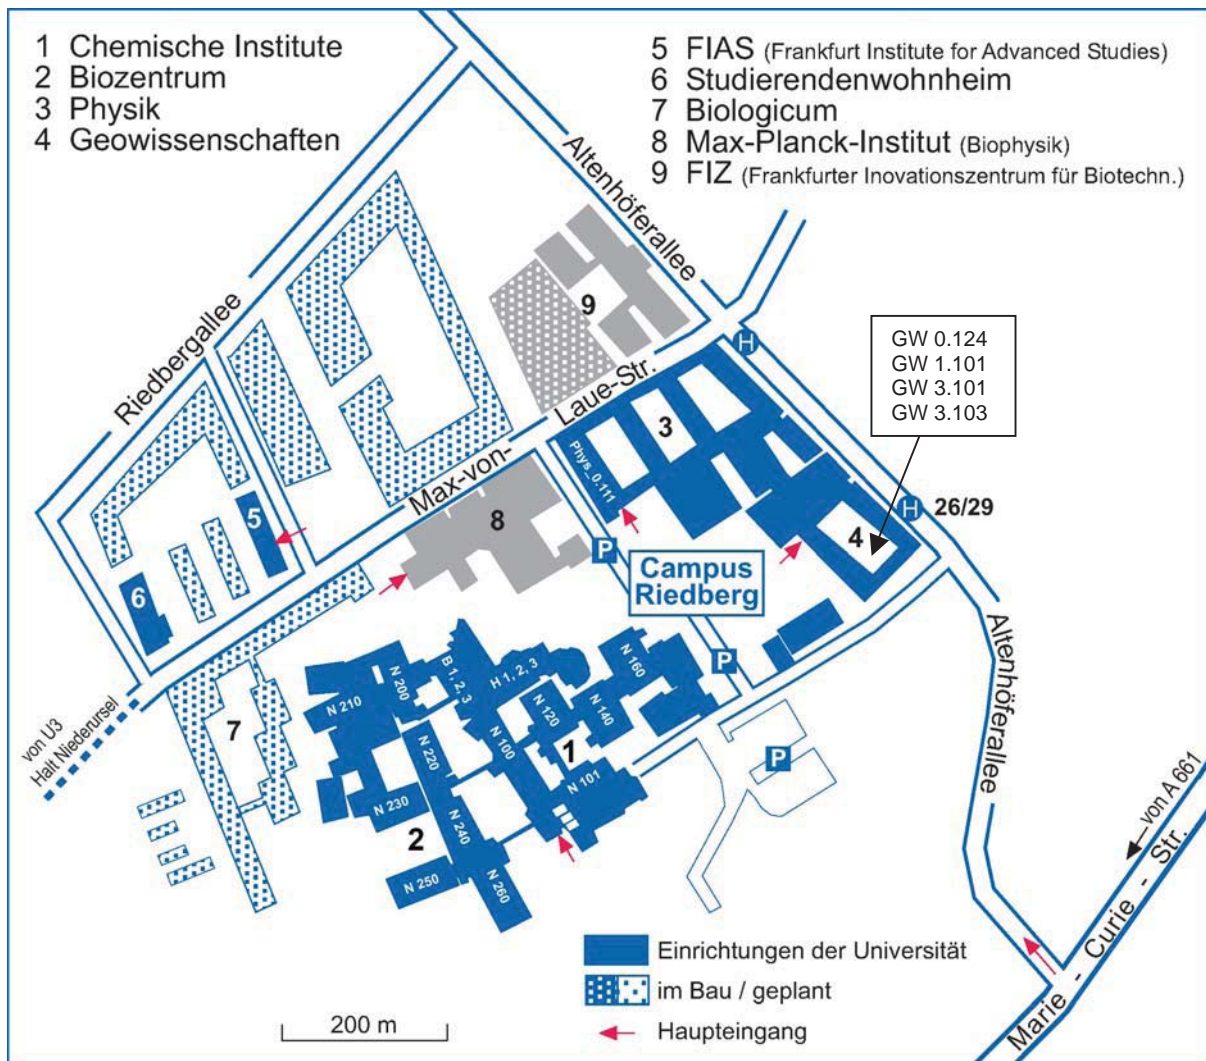 1 Chemische Institute
2 Biozentrum
3 Physik
4 Geowissenschaften
5 FIAS (Frankfurt Institute for Advanced Studies)
6 Studierendenwohnheim
7 Biologicum
8 Max-Planck-Institut (Biophysik)
9 FIZ (Frankfurter Inovationszentrum für Biotechn.)
Altenhöferallee
Riedbergallee
9
H
GW 0.124
GW 1.101
GW 3.101
GW 3.103
Max-von-Laue-Str.
3
Phys_0.111
8
5
6
4
H 26/29
P
Campus
Riedberg
P
Altenhöferallee
von U3
Halt Niederursel
7
N 210
N 200
B 1, 2, 3
H 1, 2, 3
N 160
N 120
N 140
N 100
1
N 101
N 220
N 230
N 240
2
N 250
N 260
P
von A 661
Marie - Curie - Str.
Einrichtungen der Universität
im Bau / geplant
Haupteingang
200 m